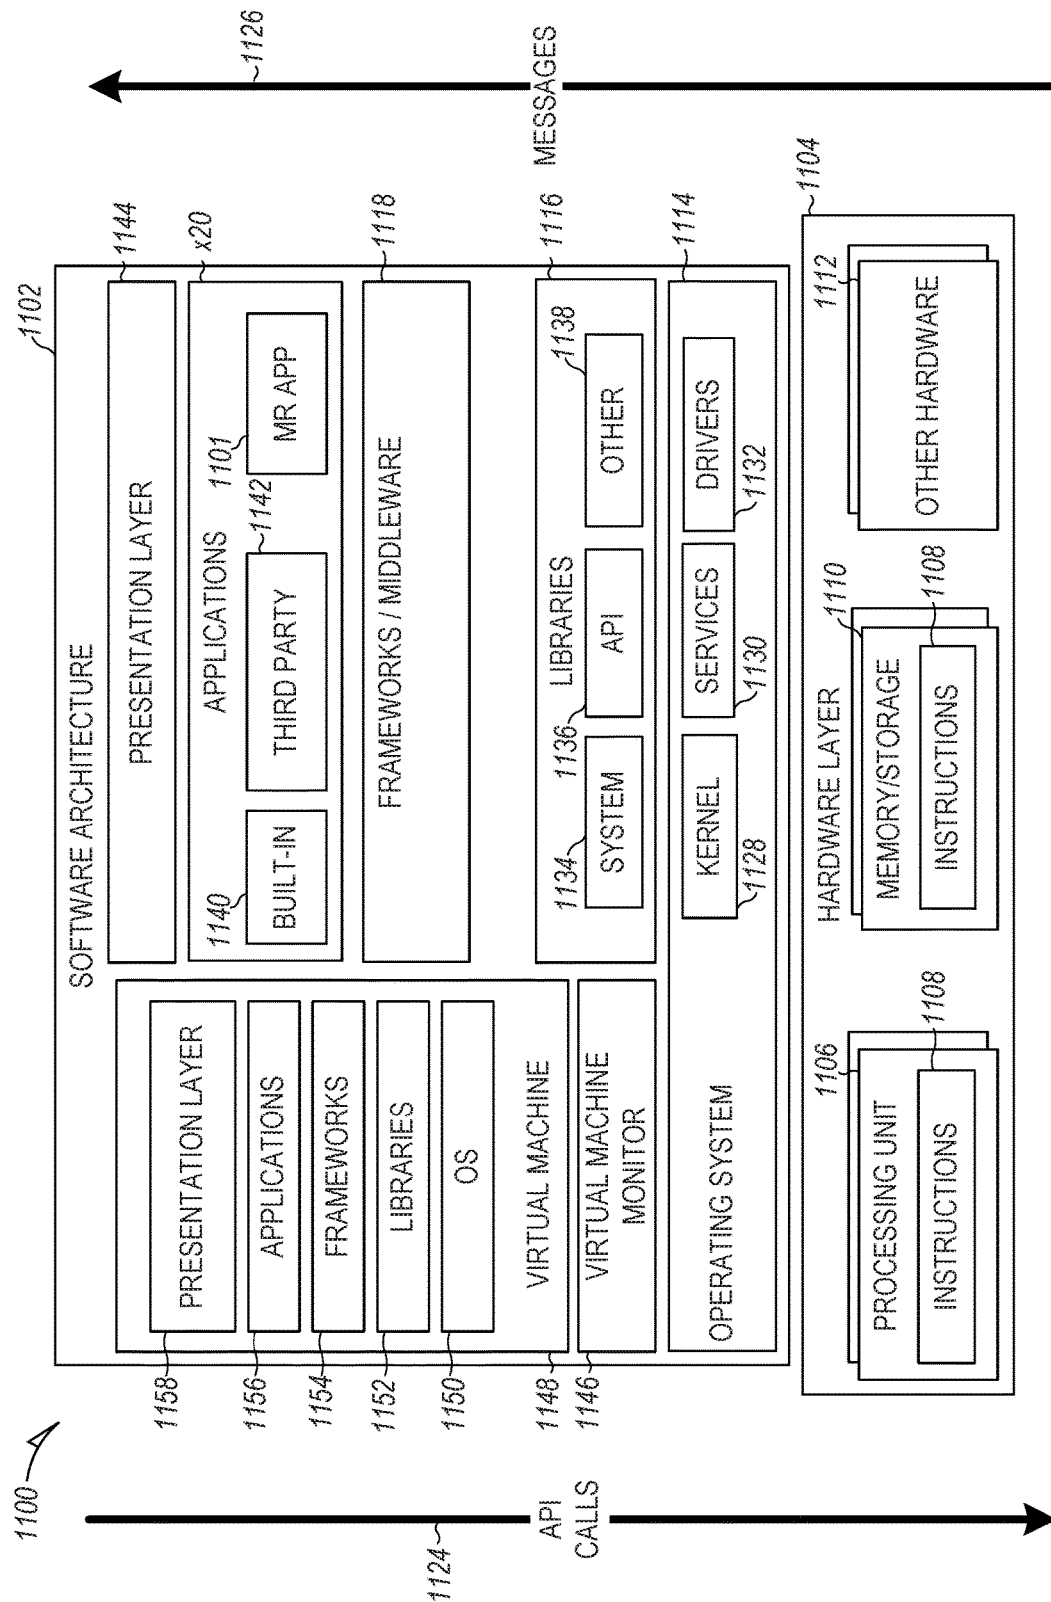 1100
1102
SOFTWARE ARCHITECTURE
1158
PRESENTATION LAYER
1156
APPLICATIONS
1154
FRAMEWORKS
1152
LIBRARIES
1150
OS
1148
VIRTUAL MACHINE
1146
VIRTUAL MACHINE
MONITOR
PRESENTATION LAYER
1144
APPLICATIONS
x20
1140
BUILT-IN
1142
THIRD PARTY
1101
MR APP
FRAMEWORKS / MIDDLEWARE
1118
LIBRARIES
1116
1134
SYSTEM
1136
API
1138
OTHER
OPERATING SYSTEM
1114
KERNEL
1128
SERVICES
1130
DRIVERS
1132
HARDWARE LAYER
1104
1106
PROCESSING UNIT
INSTRUCTIONS
1108
1110
MEMORY/STORAGE
INSTRUCTIONS
1108
1112
OTHER HARDWARE
1124
API
CALLS
1126
MESSAGES